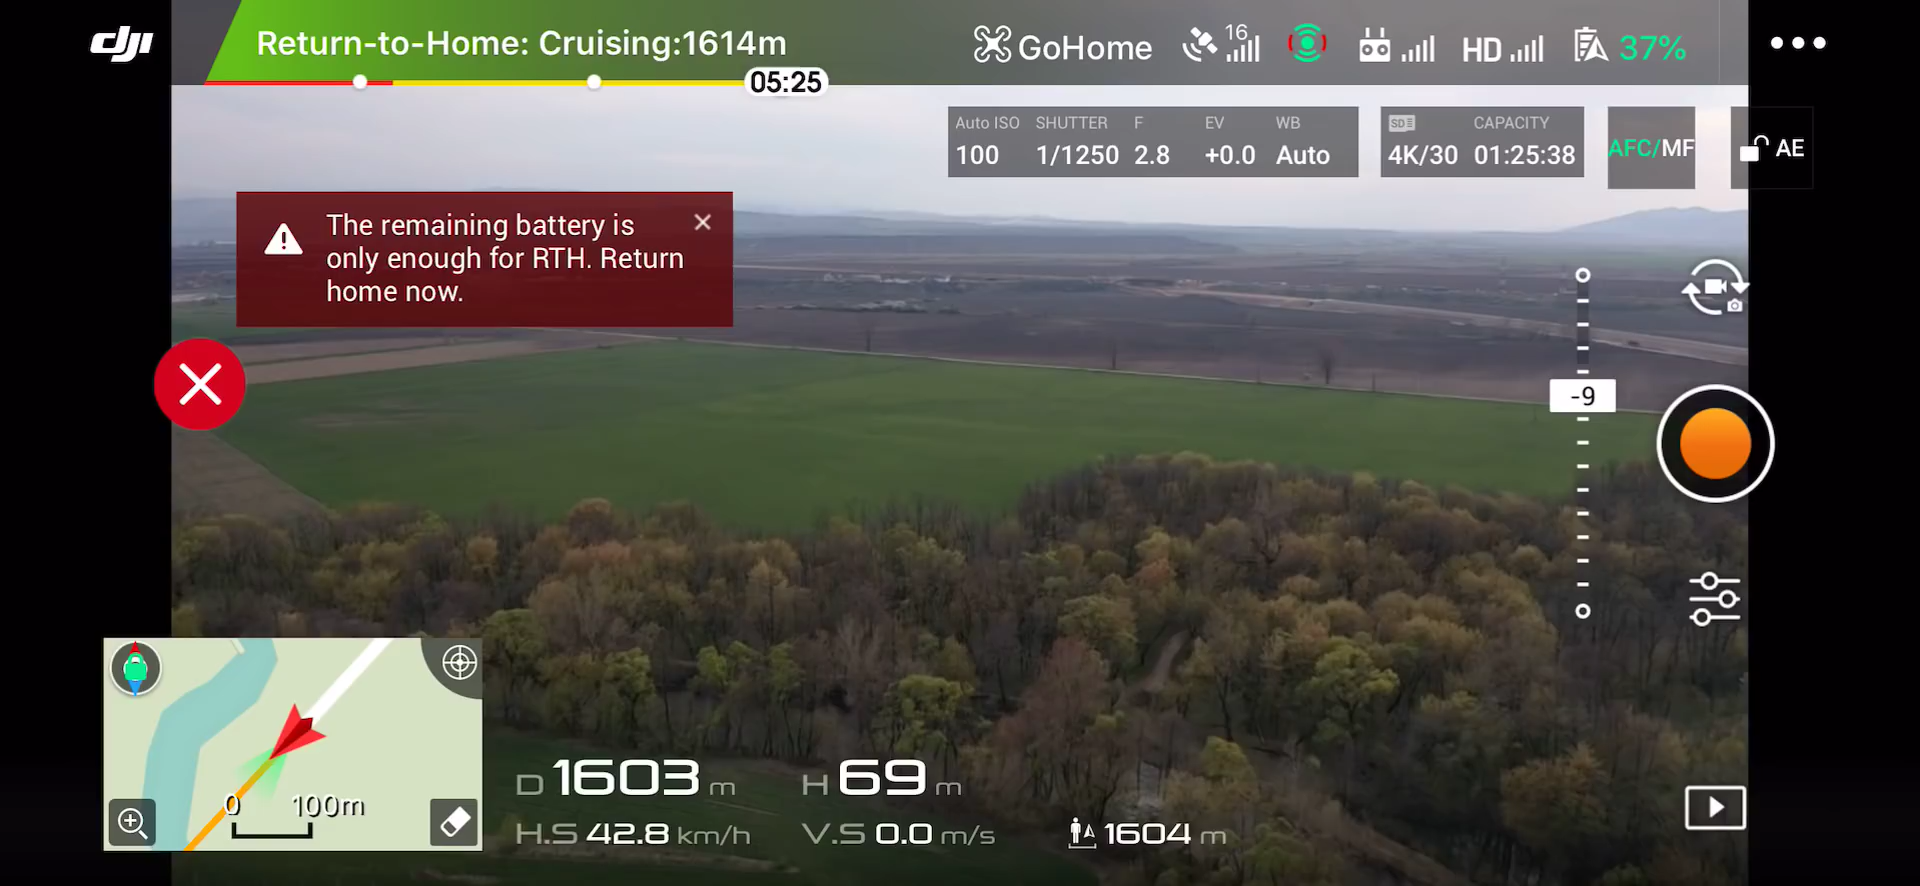 dji
Return-to-Home: Cruising:1614m
GoHome
16
HD
37%
05:25
Auto ISO SHUTTER F EV WB
100 1/1250 2.8 +0.0 Auto
SD CAPACITY
4K/30 01:25:38
AFC/MF
AE
The remaining battery is
only enough for RTH. Return
home now.
-9
0 100m
D 1603 m H 69 m
H.S 42.8 km/h V.S 0.0 m/s 1604 m